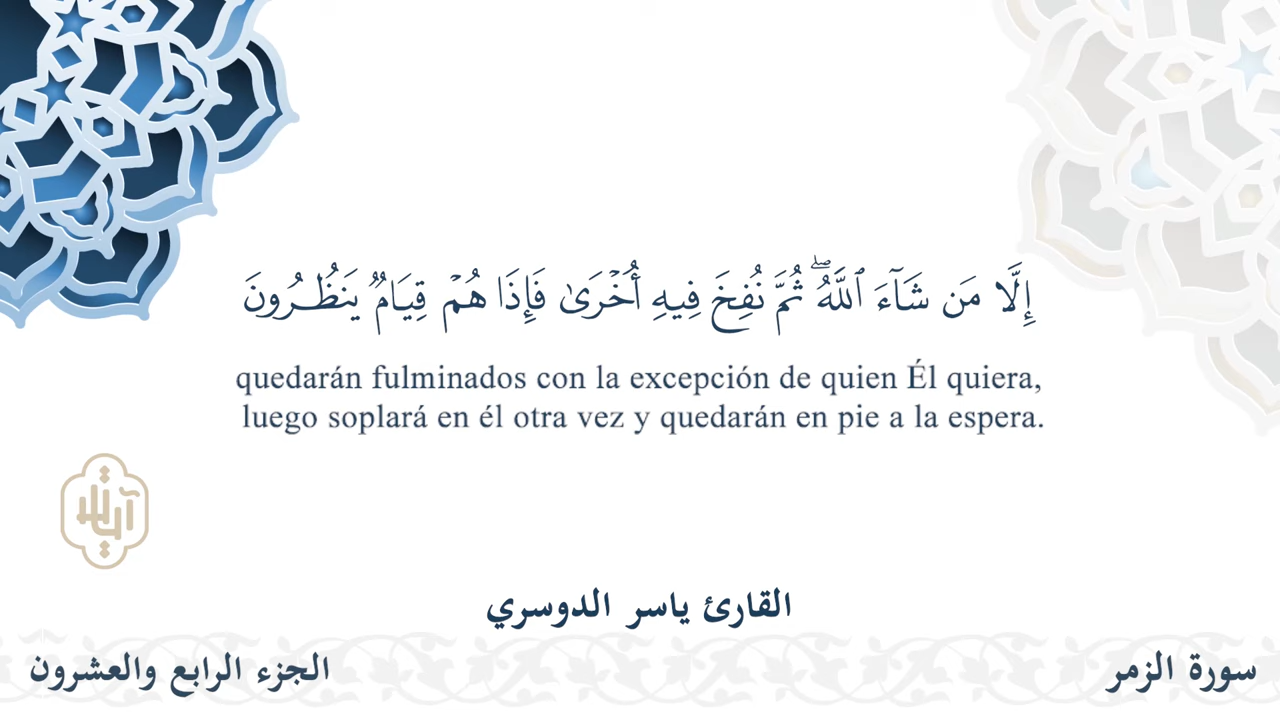 إِلَّا مَن شَآءَ ٱللَّهُۖ ثُمَّ نُفِخَ فِيهِ أُخۡرَىٰ فَإِذَا هُمۡ قِيَامٞ يَنظُرُونَ
quedarán fulminados con la excepción de quien Él quiera,
luego soplará en él otra vez y quedarán en pie a la espera.
آيات
القارئ ياسر الدوسري
سورة الزمر
الجزء الرابع والعشرون